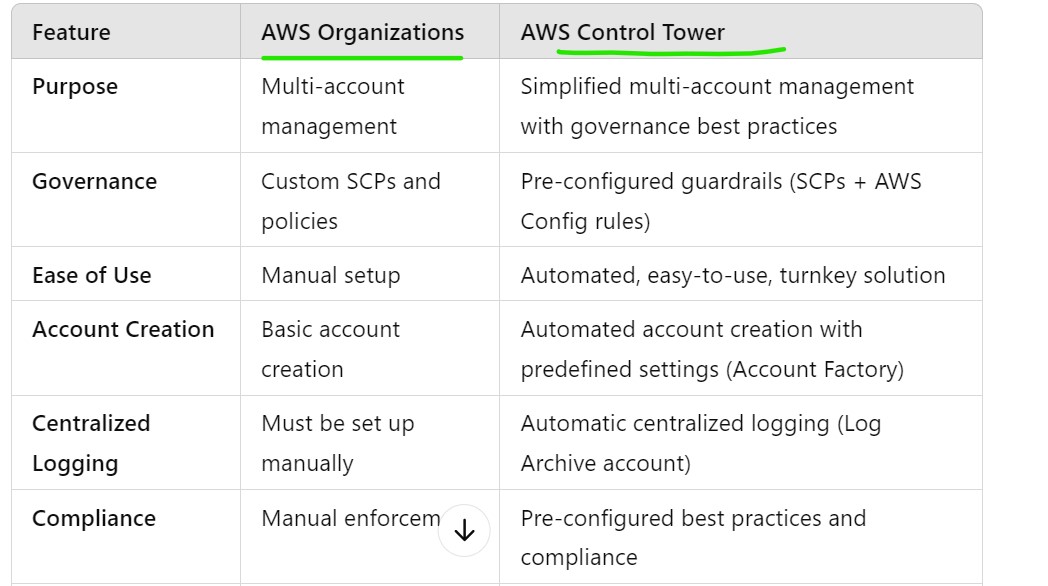 Feature AWS Organizations AWS Control Tower
Purpose Multi-account Simplified multi-account management
management with governance best practices
Governance Custom SCPs and Pre-configured guardrails (SCPs + AWS
policies Config rules)
Ease of Use Manual setup Automated, easy-to-use, turnkey solution
Account Creation Basic account Automated account creation with
creation predefined settings (Account Factory)
Centralized Must be set up Automatic centralized logging (Log
Logging manually Archive account)
Compliance Manual Pre-configured best practices and
compliance